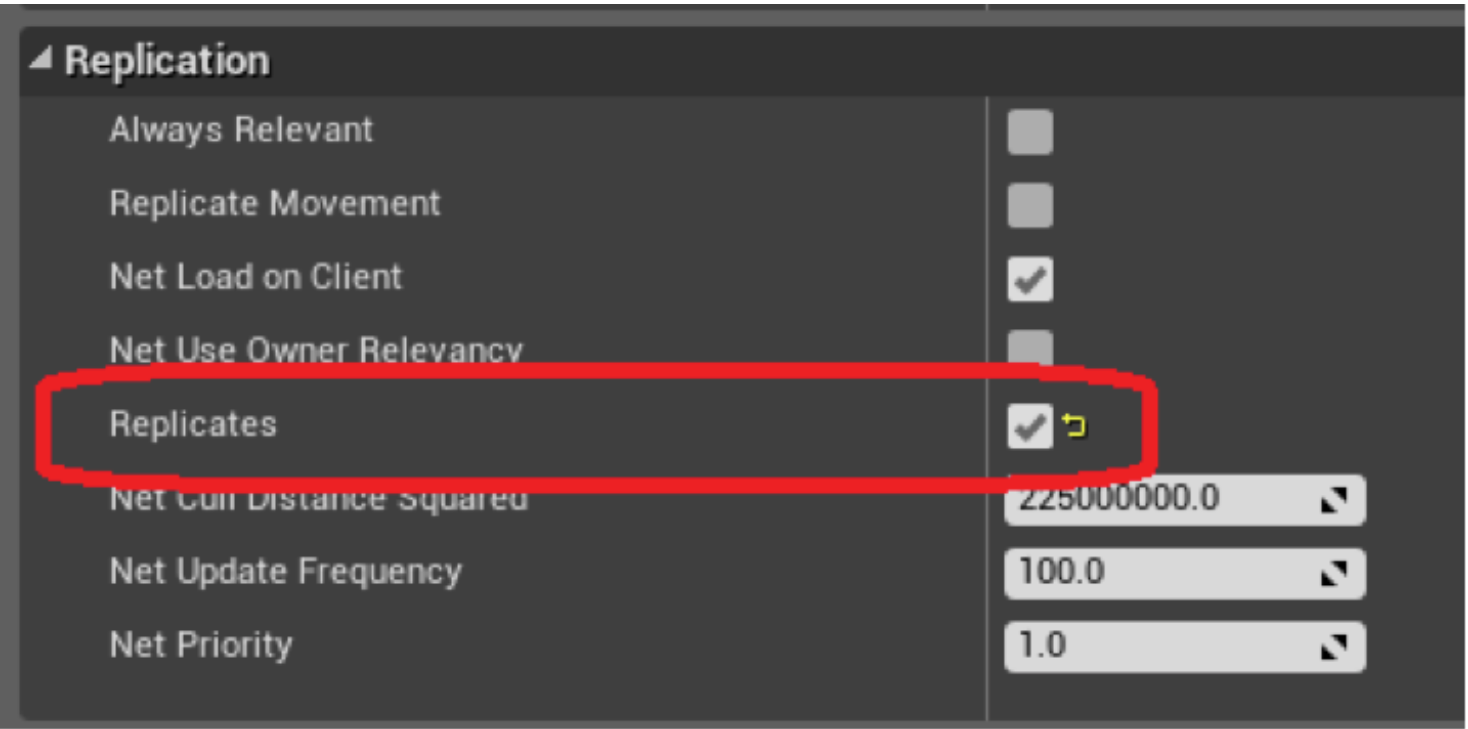 Replication
Always Relevant
Replicate Movement
Net Load on Client
Net Use Owner Relevancy
Replicates
Net Cull Distance Squared
225000000.0
Net Update Frequency
100.0
Net Priority
1.0